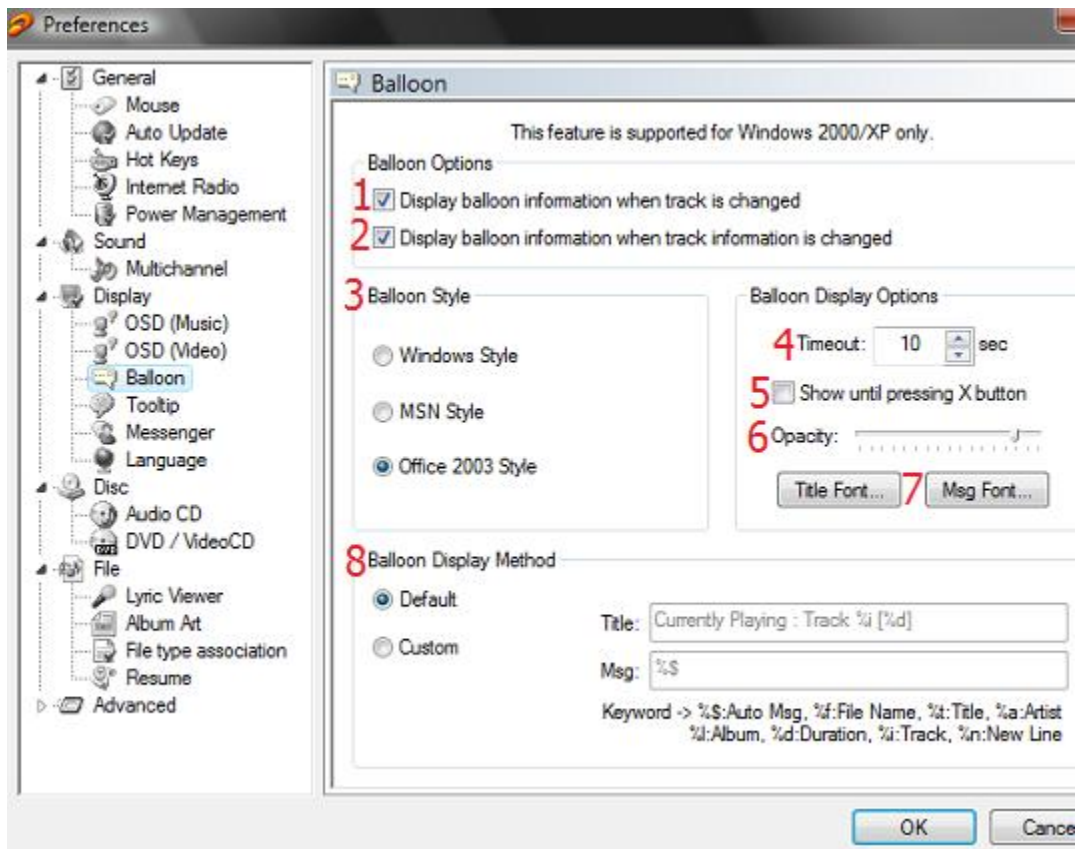 Preferences
General
Mouse
Auto Update
Hot Keys
Internet Radio
Power Management
Sound
Multichannel
Display
OSD (Music)
OSD (Video)
Balloon
Tooltip
Messenger
Language
Disc
Audio CD
DVD / VideoCD
File
Lyric Viewer
Album Art
File type association
Resume
Advanced
Balloon
This feature is supported for Windows 2000/XP only.
Balloon Options
1 Display balloon information when track is changed
2 Display balloon information when track information is changed
3 Balloon Style
Windows Style
MSN Style
Office 2003 Style
Balloon Display Options
4 Timeout: 10 sec
5 Show until pressing X button
6 Opacity:
Title Font... 7 Msg Font...
8 Balloon Display Method
Default
Custom
Title: Currently Playing : Track %i [%d]
Msg: %$
Keyword -> %$:Auto Msg, %f:File Name, %t:Title, %a:Artist
%l:Album, %d:Duration, %i:Track, %n:New Line
OK Cance